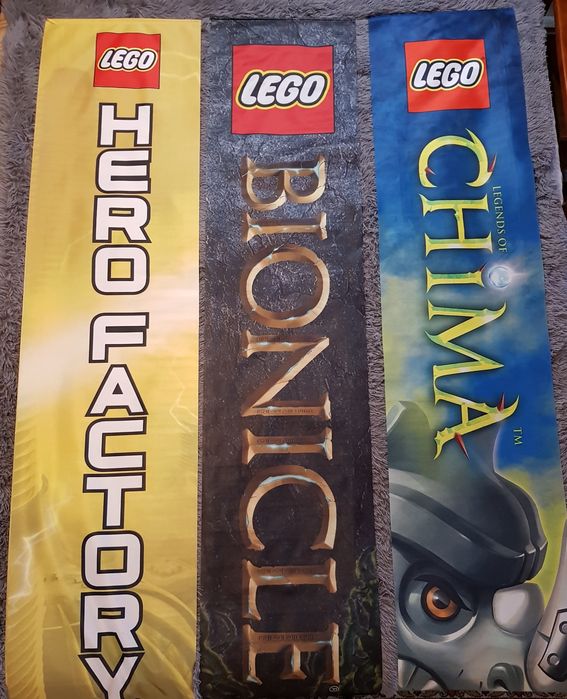 LEGO
HERO FACTORY
LEGO
BIONICLE
®
LEGO
LEGENDS OF
CHIMA
™